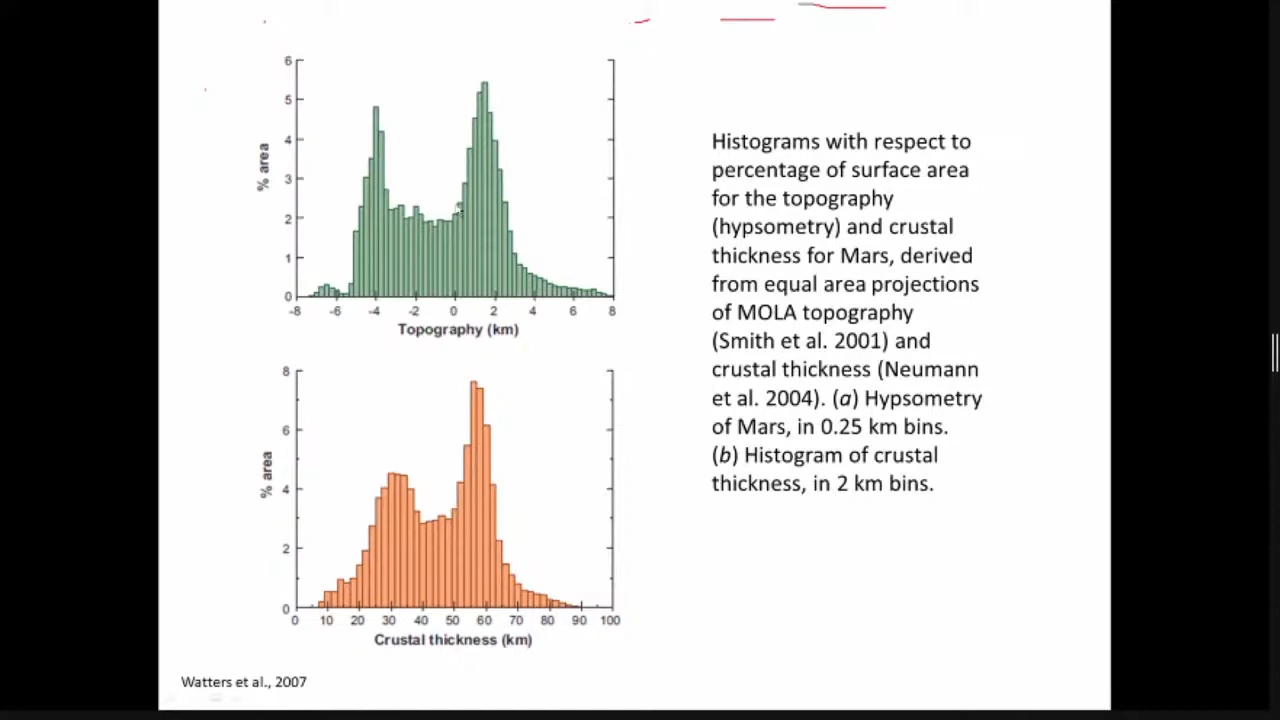 6
5
4
3
2
1
0
% area
-8 -6 -4 -2 0 2 4 6 8
Topography (km)
8
6
4
2
0
% area
0 10 20 30 40 50 60 70 80 90 100
Crustal thickness (km)
Histograms with respect to
percentage of surface area
for the topography
(hypsometry) and crustal
thickness for Mars, derived
from equal area projections
of MOLA topography
(Smith et al. 2001) and
crustal thickness (Neumann
et al. 2004). (a) Hypsometry
of Mars, in 0.25 km bins.
(b) Histogram of crustal
thickness, in 2 km bins.
Watters et al., 2007